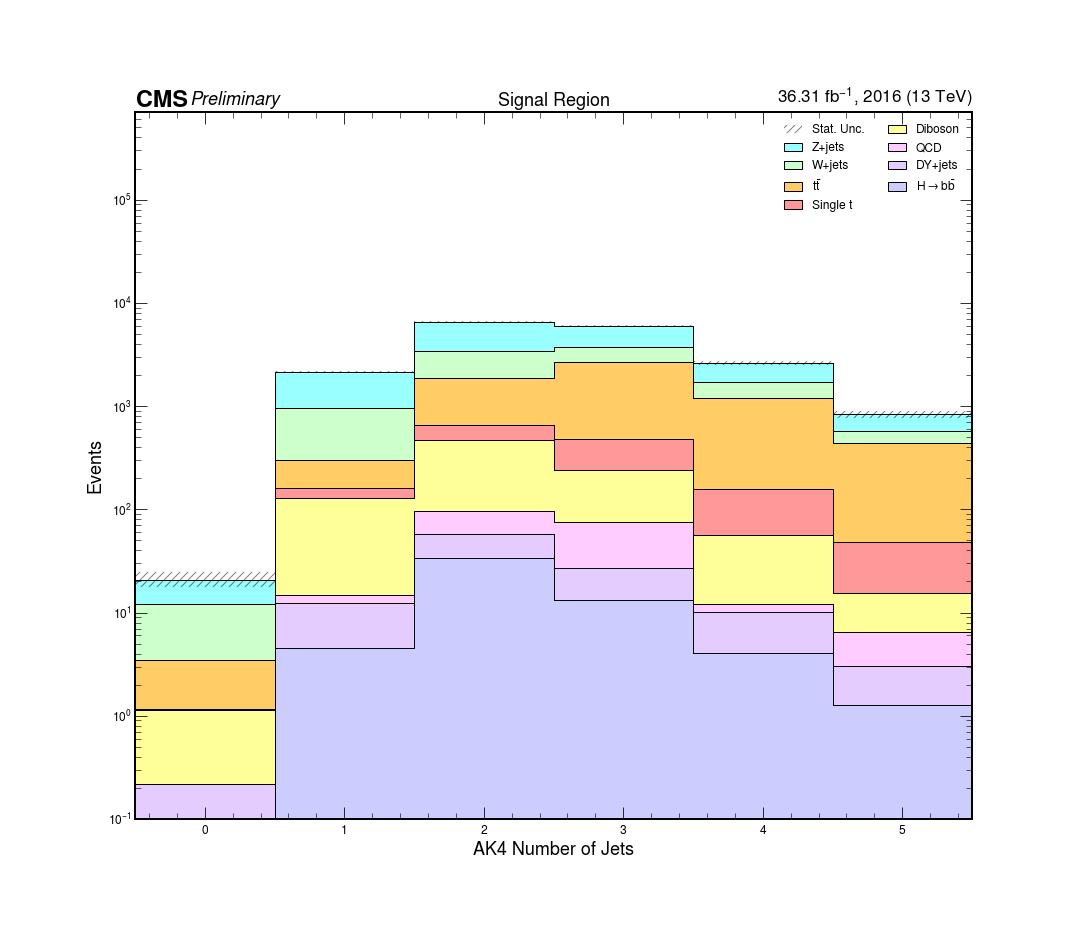 CMS Preliminary
Signal Region
36.31 fb⁻¹, 2016 (13 TeV)
Stat. Unc.
Z+jets
W+jets
tt̄
Single t
Diboson
QCD
DY+jets
H→bb̄
Events
10⁵
10⁴
10³
10²
10¹
10⁰
10⁻¹
0 1 2 3 4 5
AK4 Number of Jets